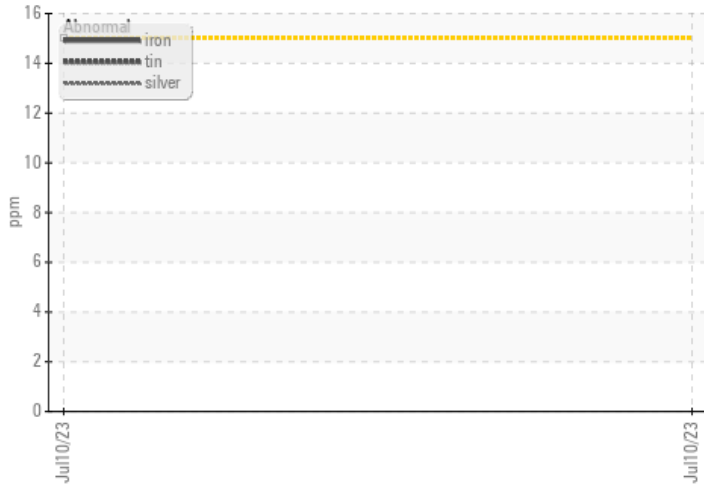 16
Abnormal
iron
tin
silver
14
12
10
8
6
4
2
0
ppm
Jul10/23
Jul10/23